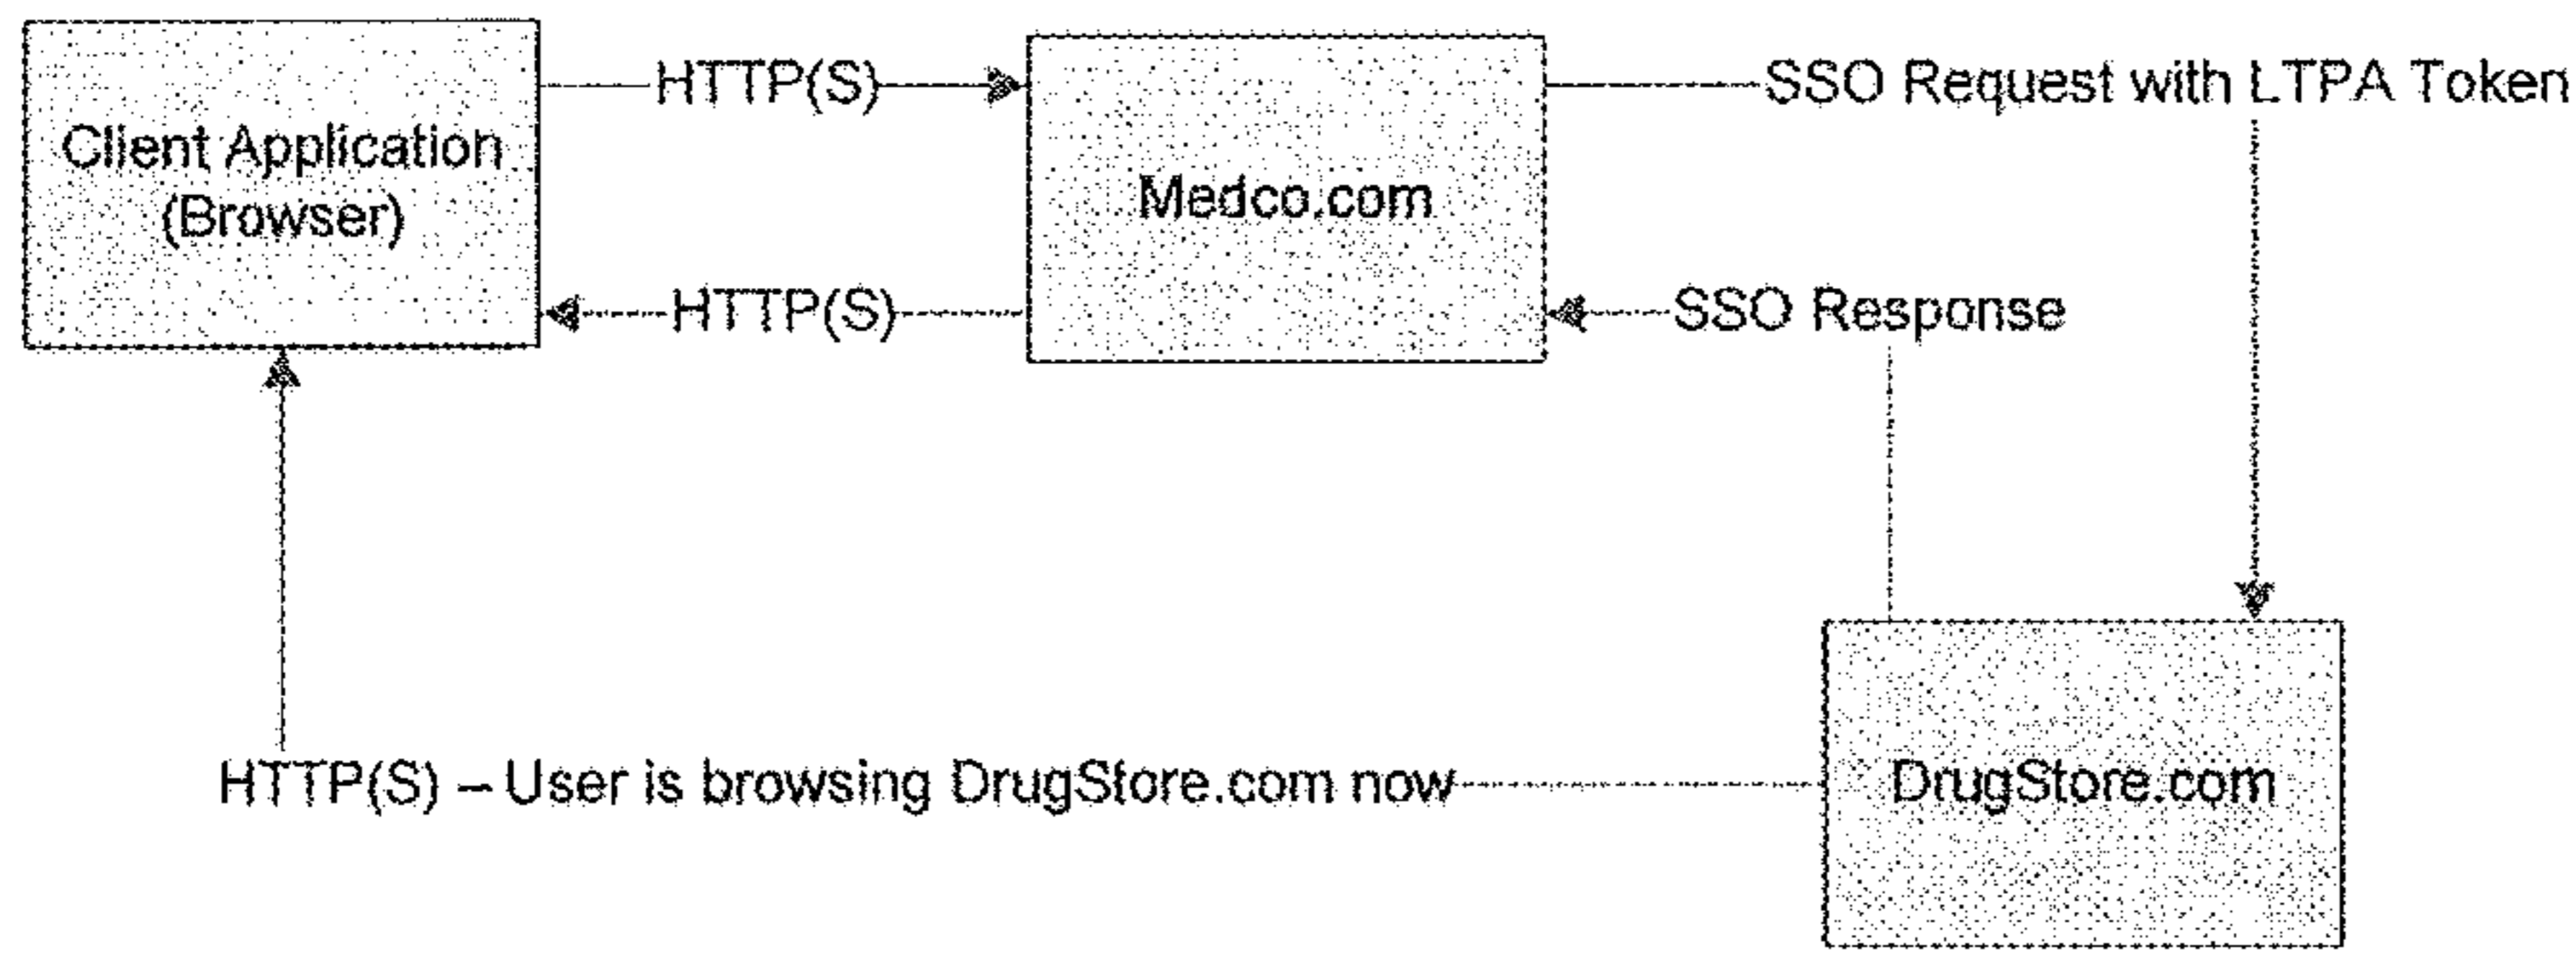 HTTP(S)
SSO Request with LTPA Token
Client Application
(Browser)
Medco.com
HTTP(S)
SSO Response
HTTP(S) – User is browsing DrugStore.com now
DrugStore.com